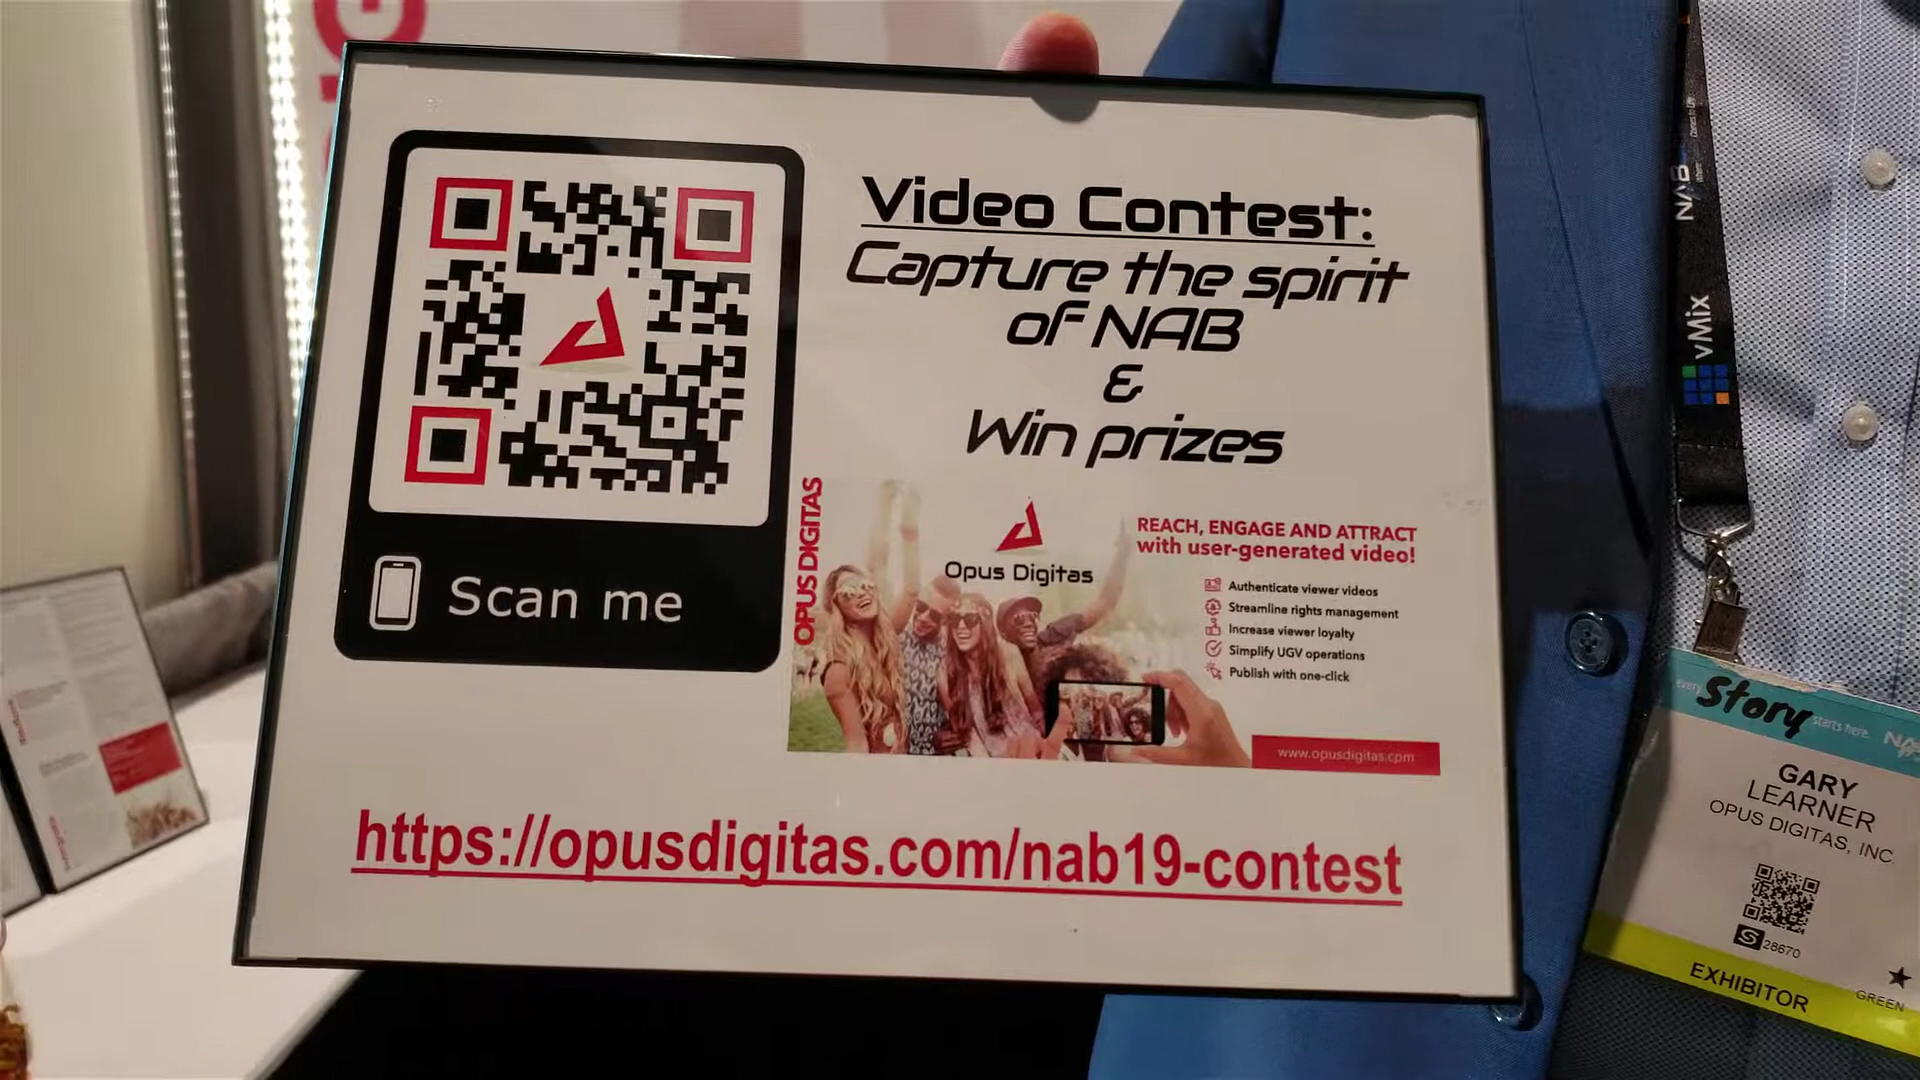 Video Contest:
Capture the spirit
of NAB
&
Win prizes
Scan me
OPUS DIGITAS
Opus Digitas
REACH, ENGAGE AND ATTRACT
with user-generated video!
Authenticate viewer videos
Streamline rights management
Increase viewer loyalty
Simplify UGV operations
Publish with one-click
www.opusdigitas.com
https://opusdigitas.com/nab19-contest
NAB
vMix
every Story starts here.
GARY
LEARNER
OPUS DIGITAS, INC.
28670
EXHIBITOR
GREEN